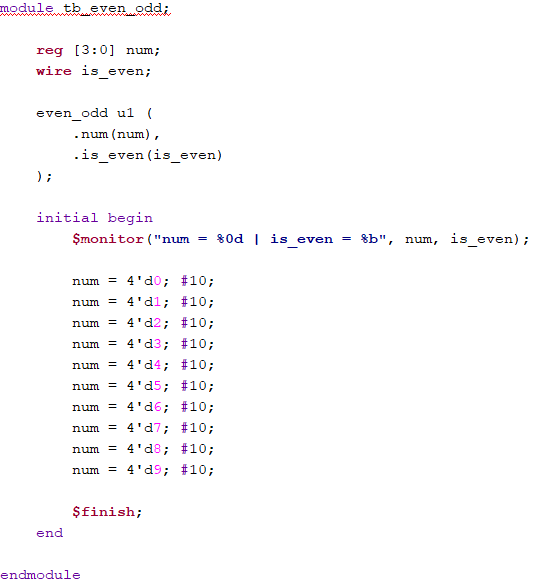 module tb_even_odd;
reg [3:0] num;
wire is_even;
even_odd u1 (
.num(num),
.is_even(is_even)
);
initial begin
$monitor("num = %0d | is_even = %b", num, is_even);
num = 4'd0; #10;
num = 4'd1; #10;
num = 4'd2; #10;
num = 4'd3; #10;
num = 4'd4; #10;
num = 4'd5; #10;
num = 4'd6; #10;
num = 4'd7; #10;
num = 4'd8; #10;
num = 4'd9; #10;
$finish;
end
endmodule